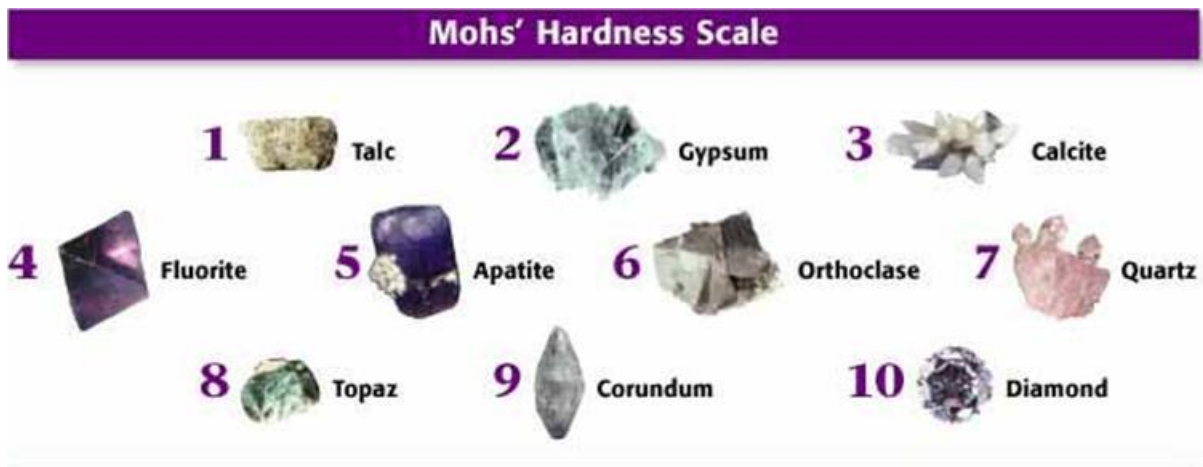 Mohs' Hardness Scale
1 Talc 2 Gypsum 3 Calcite
4 Fluorite 5 Apatite 6 Orthoclase 7 Quartz
8 Topaz 9 Corundum 10 Diamond